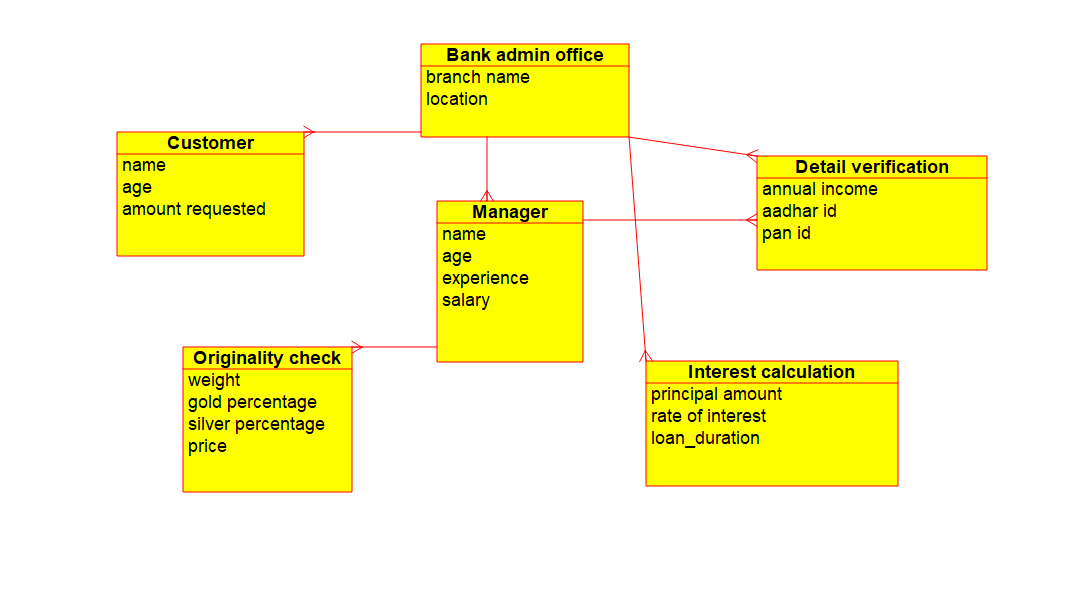 Bank admin office
branch name
location
Customer
name
age
amount requested
Detail verification
annual income
aadhar id
pan id
Manager
name
age
experience
salary
Originality check
weight
gold percentage
silver percentage
price
Interest calculation
principal amount
rate of interest
loan_duration